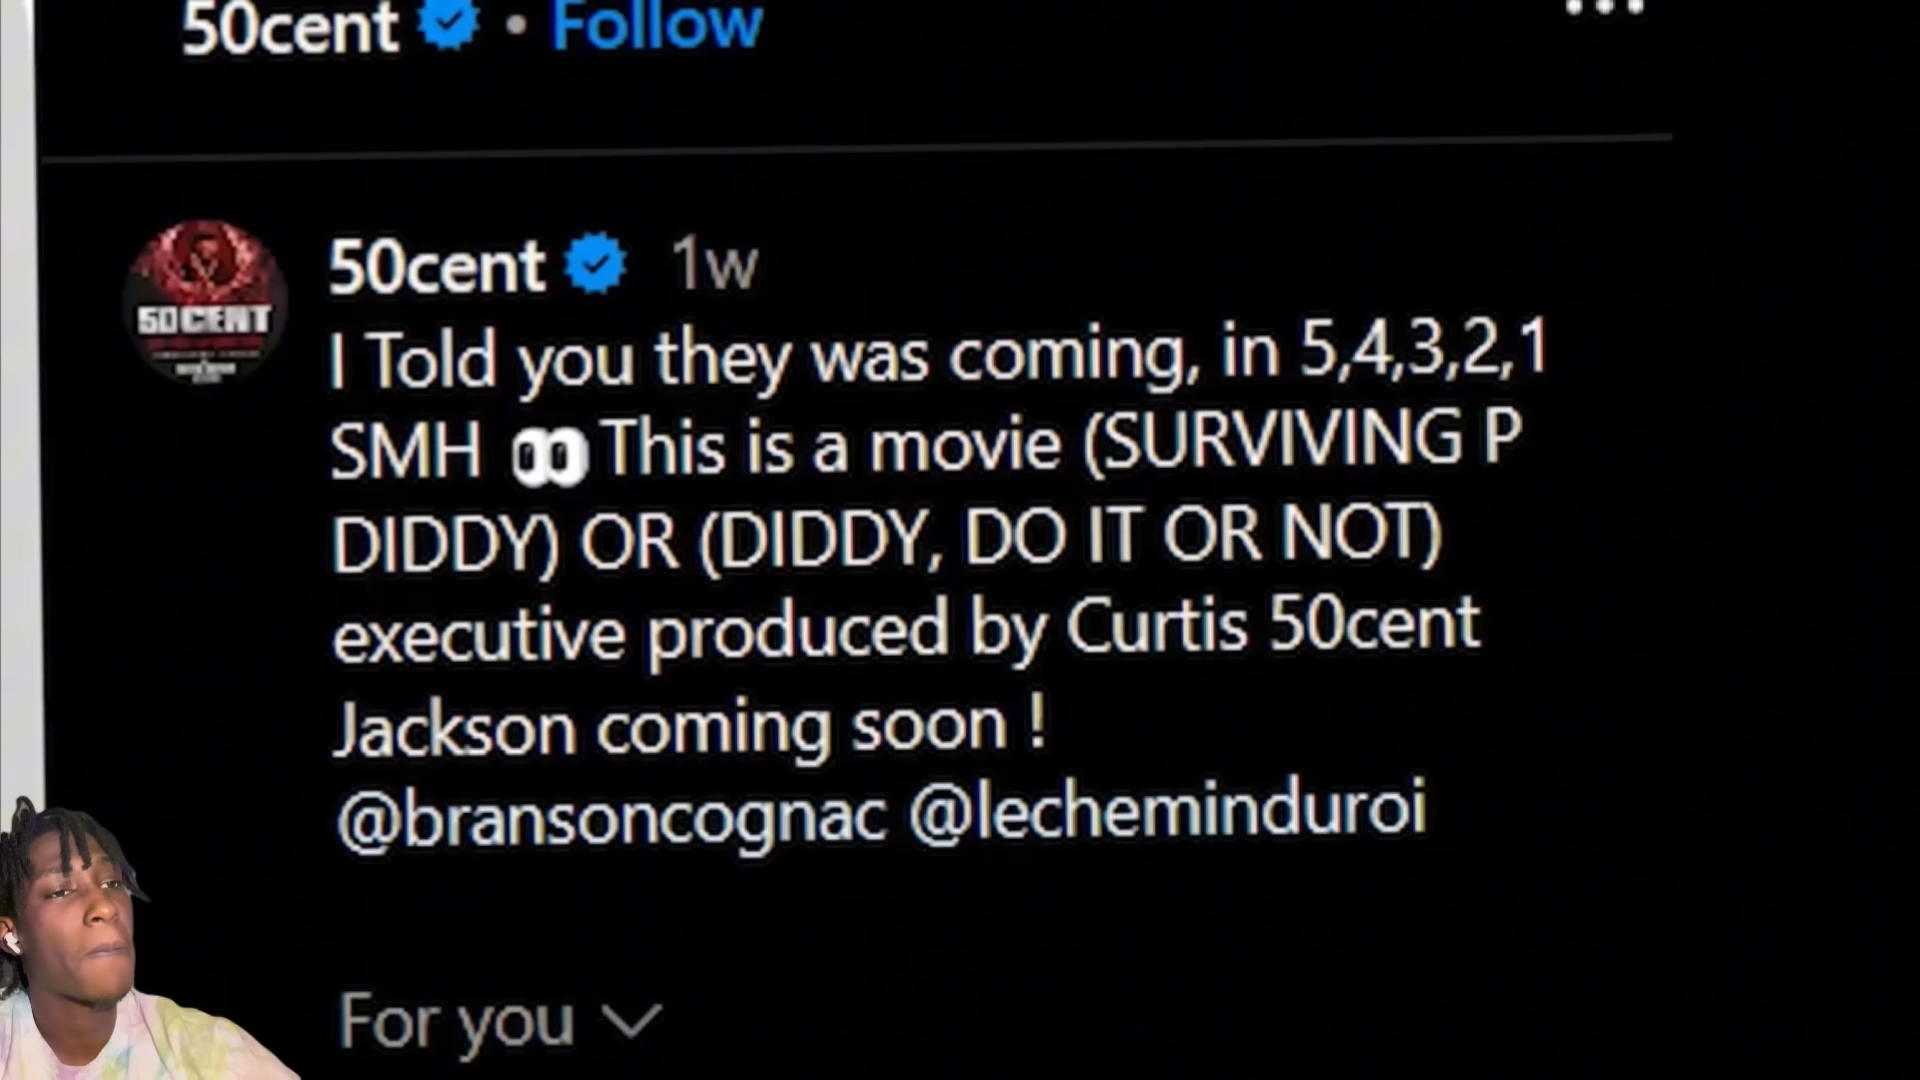 50cent • Follow
50CENT
50cent 1w
I Told you they was coming, in 5,4,3,2,1
SMH 👀This is a movie (SURVIVING P
DIDDY) OR (DIDDY, DO IT OR NOT)
executive produced by Curtis 50cent
Jackson coming soon !
@bransoncognac @lecheminduroi
For you